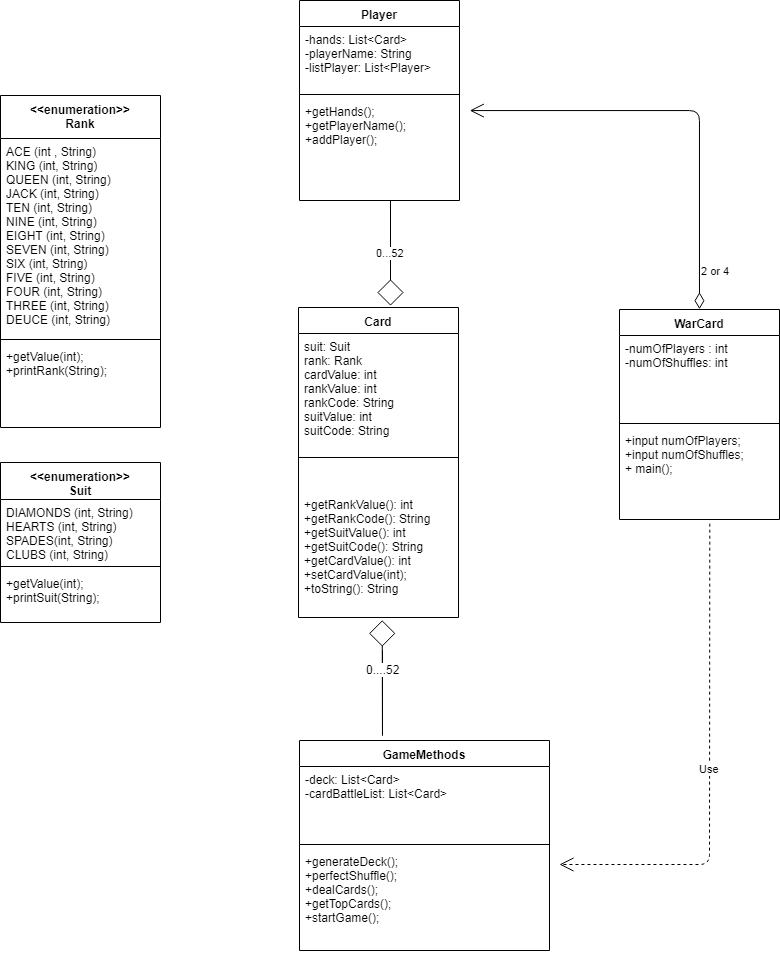 Player
-hands: List<Card>
-playerName: String
-listPlayer: List<Player>
+getHands();
+getPlayerName();
+addPlayer();
<<enumeration>>
Rank
ACE (int , String)
KING (int, String)
QUEEN (int, String)
JACK (int, String)
TEN (int, String)
NINE (int, String)
EIGHT (int, String)
SEVEN (int, String)
SIX (int, String)
FIVE (int, String)
FOUR (int, String)
THREE (int, String)
DEUCE (int, String)
+getValue(int);
+printRank(String);
0...52
2 or 4
Card
suit: Suit
rank: Rank
cardValue: int
rankValue: int
rankCode: String
suitValue: int
suitCode: String
+getRankValue(): int
+getRankCode(): String
+getSuitValue(): int
+getSuitCode(): String
+getCardValue(): int
+setCardValue(int);
+toString(): String
WarCard
-numOfPlayers : int
-numOfShuffles: int
+input numOfPlayers;
+input numOfShuffles;
+ main();
<<enumeration>>
Suit
DIAMONDS (int, String)
HEARTS (int, String)
SPADES(int, String)
CLUBS (int, String)
+getValue(int);
+printSuit(String);
0....52
Use
GameMethods
-deck: List<Card>
-cardBattleList: List<Card>
+generateDeck();
+perfectShuffle();
+dealCards();
+getTopCards();
+startGame();